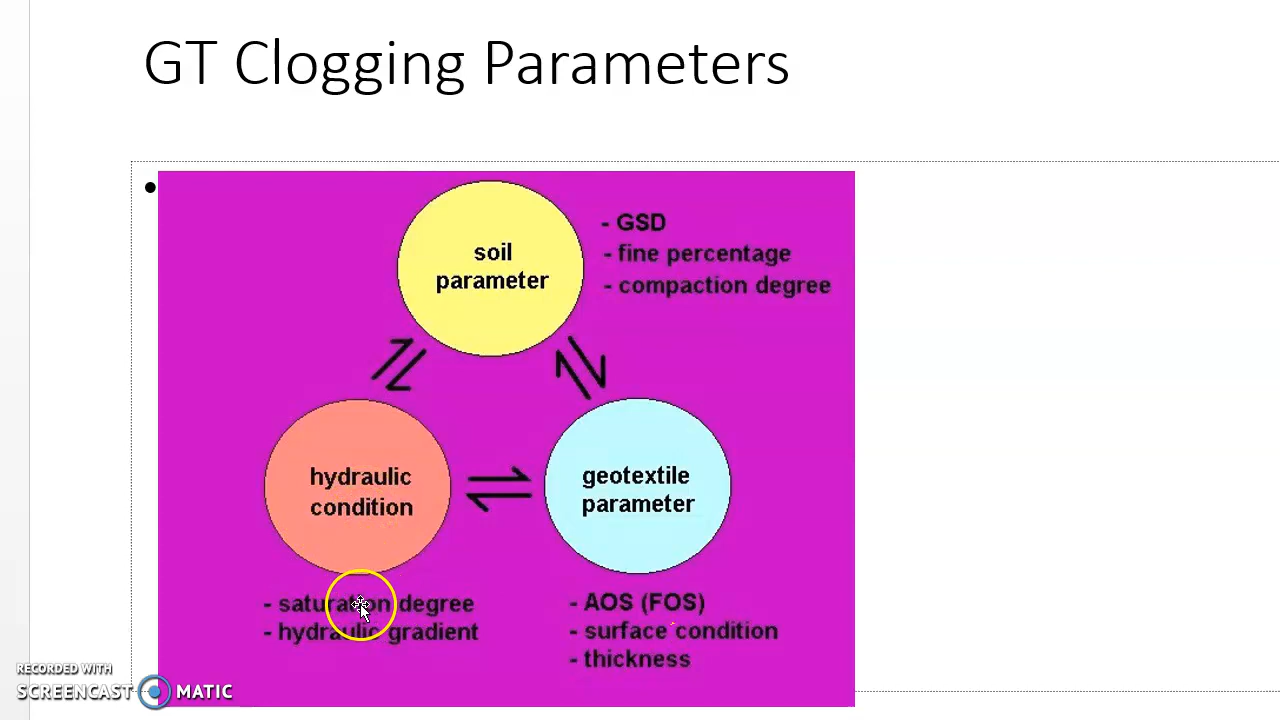 GT Clogging Parameters
soil
parameter
- GSD
- fine percentage
- compaction degree
hydraulic
condition
geotextile
parameter
- saturation degree
- hydraulic gradient
- AOS (FOS)
- surface condition
- thickness
RECORDED WITH
SCREENCAST MATIC